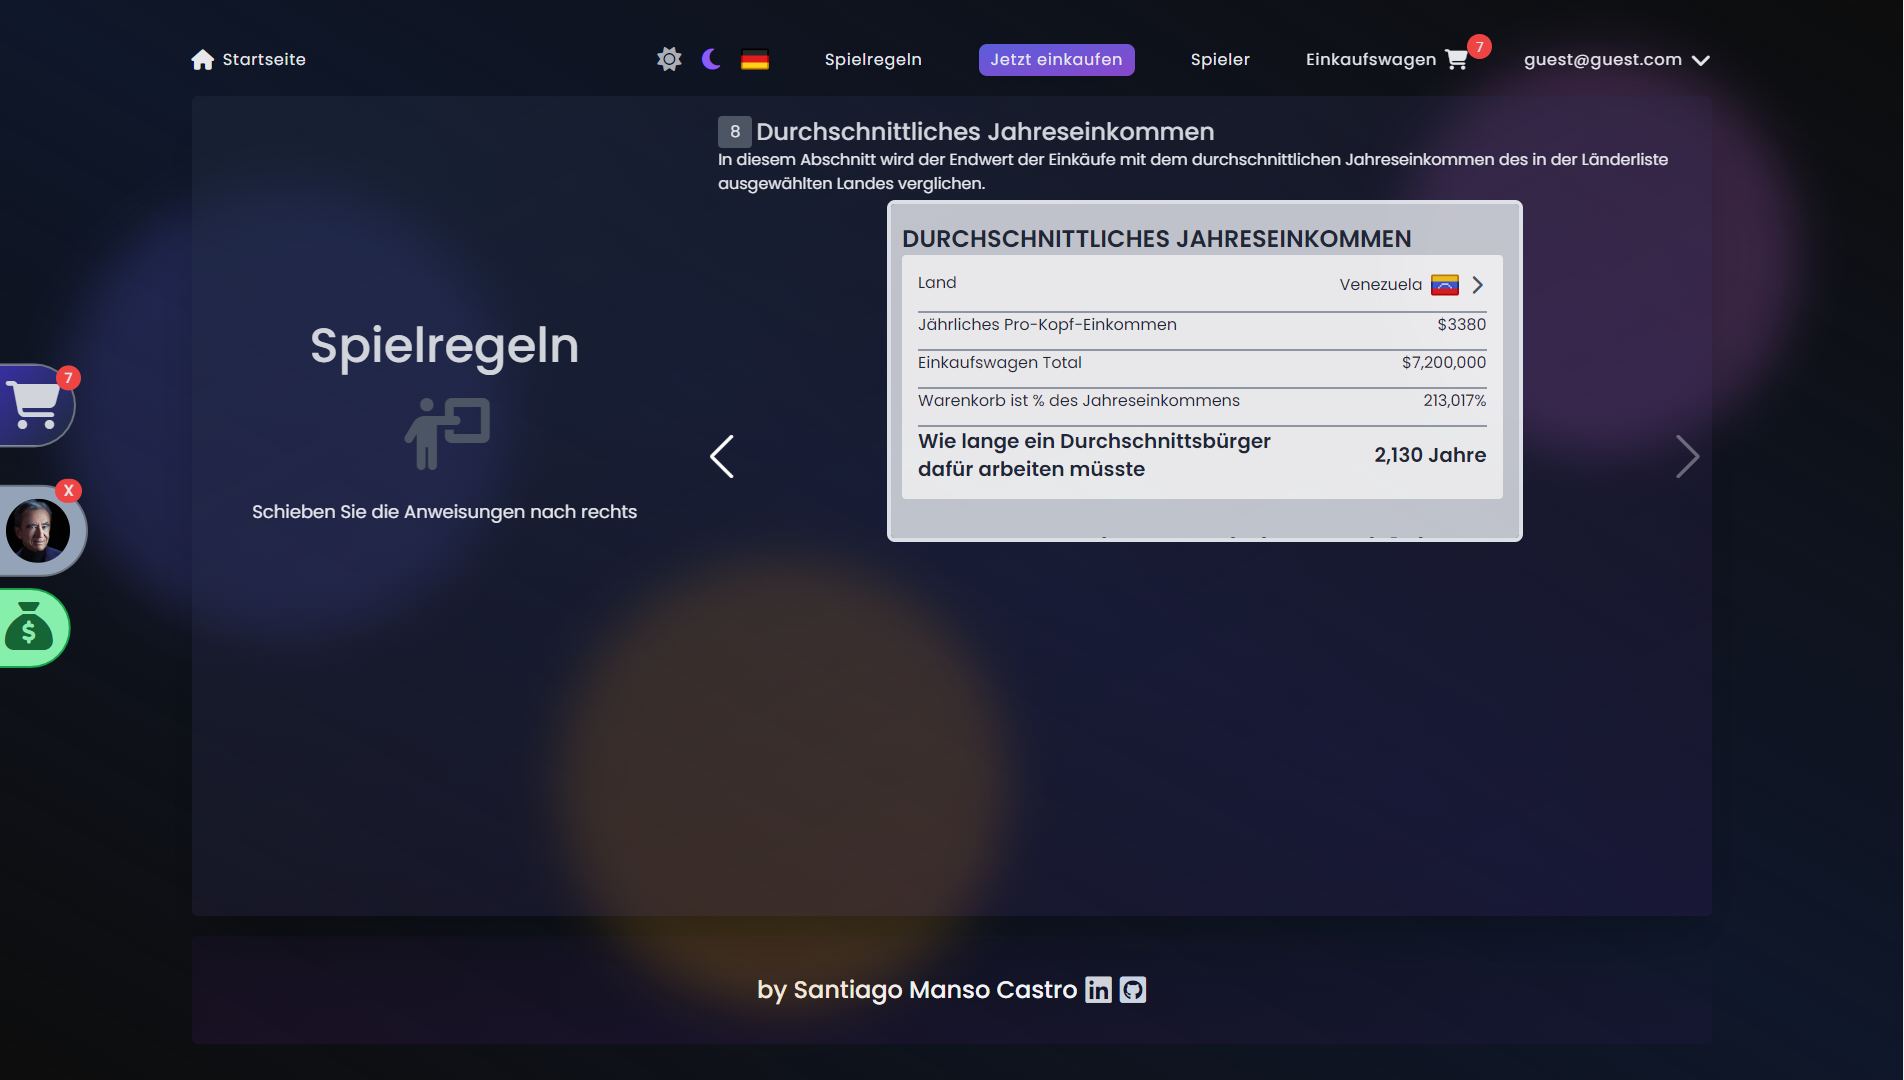 Startseite
Spielregeln
Jetzt einkaufen
Spieler
Einkaufswagen
7
guest@guest.com
8 Durchschnittliches Jahreseinkommen
In diesem Abschnitt wird der Endwert der Einkäufe mit dem durchschnittlichen Jahreseinkommen des in der Länderliste
ausgewählten Landes verglichen.
DURCHSCHNITTLICHES JAHRESEINKOMMEN
Land Venezuela
Jährliches Pro-Kopf-Einkommen $3380
Einkaufswagen Total $7,200,000
Warenkorb ist % des Jahreseinkommens 213,017%
Wie lange ein Durchschnittsbürger
dafür arbeiten müsste 2,130 Jahre
Spielregeln
Schieben Sie die Anweisungen nach rechts
7
X
$
by Santiago Manso Castro in